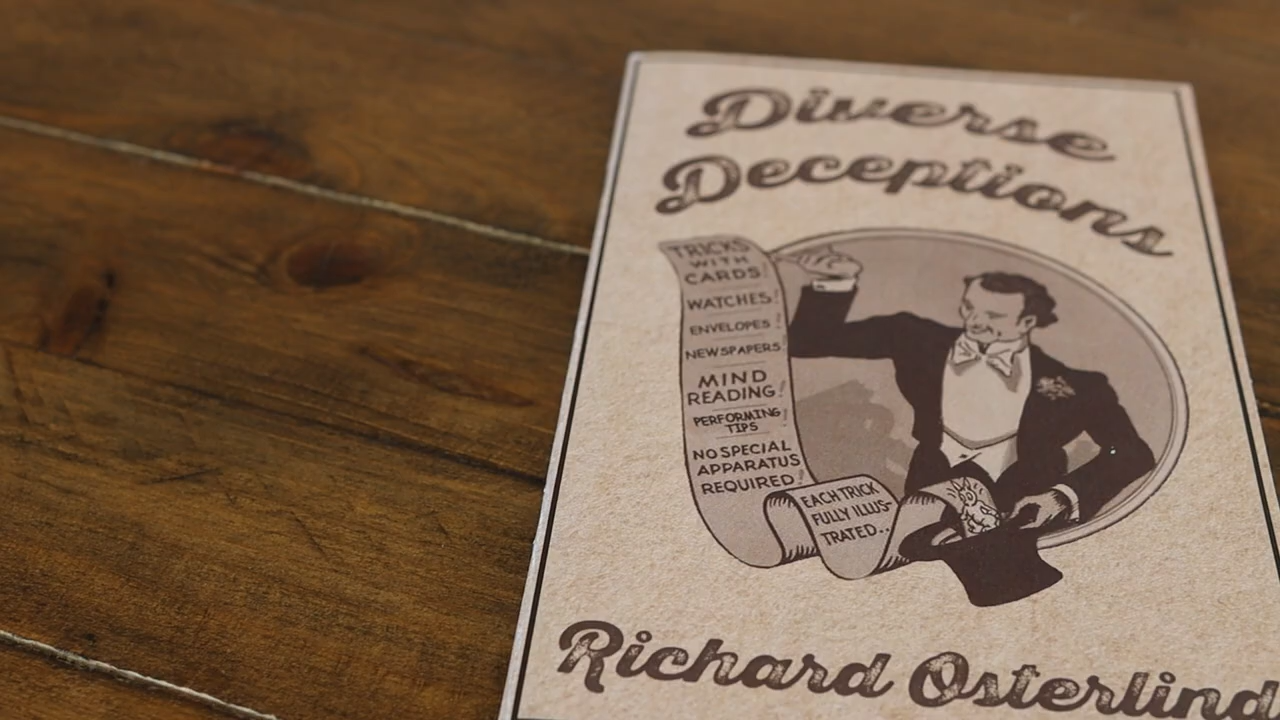 Diverse
Deceptions
TRICKS
WITH
CARDS!
WATCHES!
ENVELOPES!
NEWSPAPERS!
MIND
READING!
PERFORMING
TIPS!
NO SPECIAL
APPARATUS
REQUIRED!
EACH TRICK
FULLY ILLUS-
TRATED...
Richard Osterlind